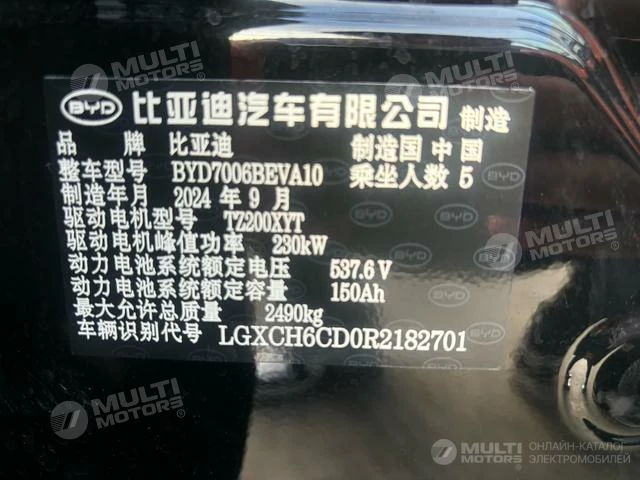 BYD 比亚迪汽车有限公司 制造
品 牌 比亚迪 制造国 中国
整车型号 BYD7006BEVA10 乘坐人数 5
制造年月 2024 年 9 月
驱动电机型号 TZ200XYT
驱动电机峰值功率 230kW
动力电池系统额定电压 537.6 V
动力电池系统额定容量 150Ah
最大允许总质量 2490kg
车辆识别代号 LGXCH6CD0R2182701
MULTI MOTORS
MULTI MOTORS
MULTI MOTORS
MULTI MOTORS
MULTI MOTORS ОНЛАЙН-КАТАЛОГ ЭЛЕКТРОМОБИЛЕЙ